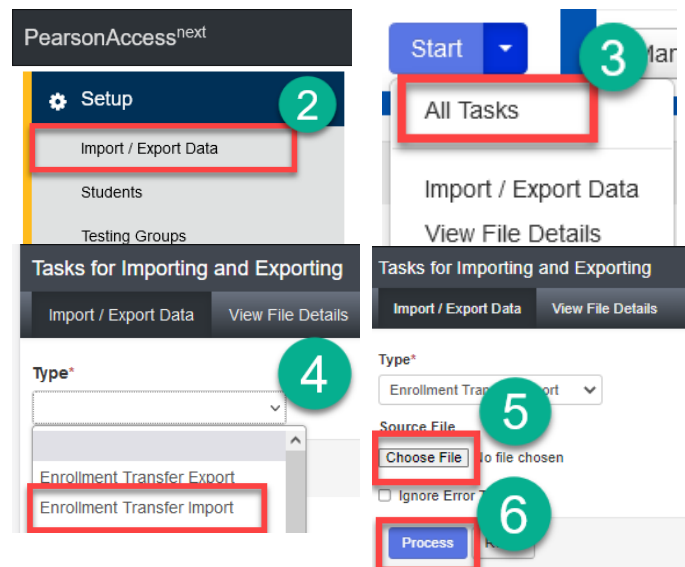 PearsonAccessnext
Setup
2
Import / Export Data
Students
Testing Groups
Start
3
All Tasks
Import / Export Data
View File Details
Tasks for Importing and Exporting
Import / Export Data View File Details
Type*
4
Enrollment Transfer Export
Enrollment Transfer Import
Tasks for Importing and Exporting
Import / Export Data View File Details
Type*
Enrollment
5
Source File
Choose File No file chosen
Ignore Error
6
Process